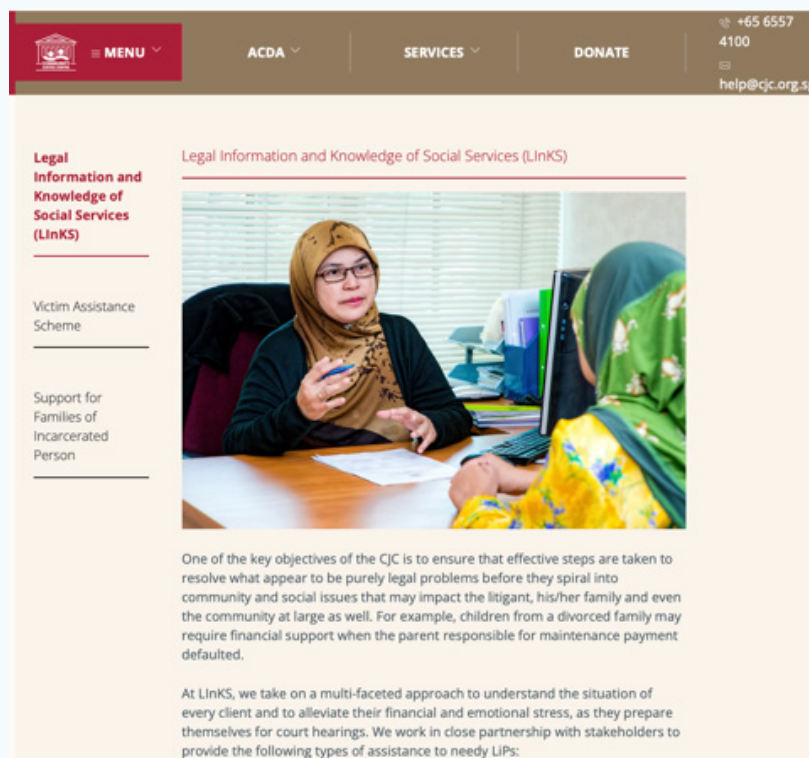 MENU
ACDA
SERVICES
DONATE
+65 6557
4100
help@cjc.org.s
Legal
Information and
Knowledge of
Social Services
(LInKS)
Victim Assistance
Scheme
Support for
Families of
Incarcerated
Person
Legal Information and Knowledge of Social Services (LInKS)
One of the key objectives of the CJC is to ensure that effective steps are taken to
resolve what appear to be purely legal problems before they spiral into
community and social issues that may impact the litigant, his/her family and even
the community at large as well. For example, children from a divorced family may
require financial support when the parent responsible for maintenance payment
defaulted.
At LInKS, we take on a multi-faceted approach to understand the situation of
every client and to alleviate their financial and emotional stress, as they prepare
themselves for court hearings. We work in close partnership with stakeholders to
provide the following types of assistance to needy LiPs: